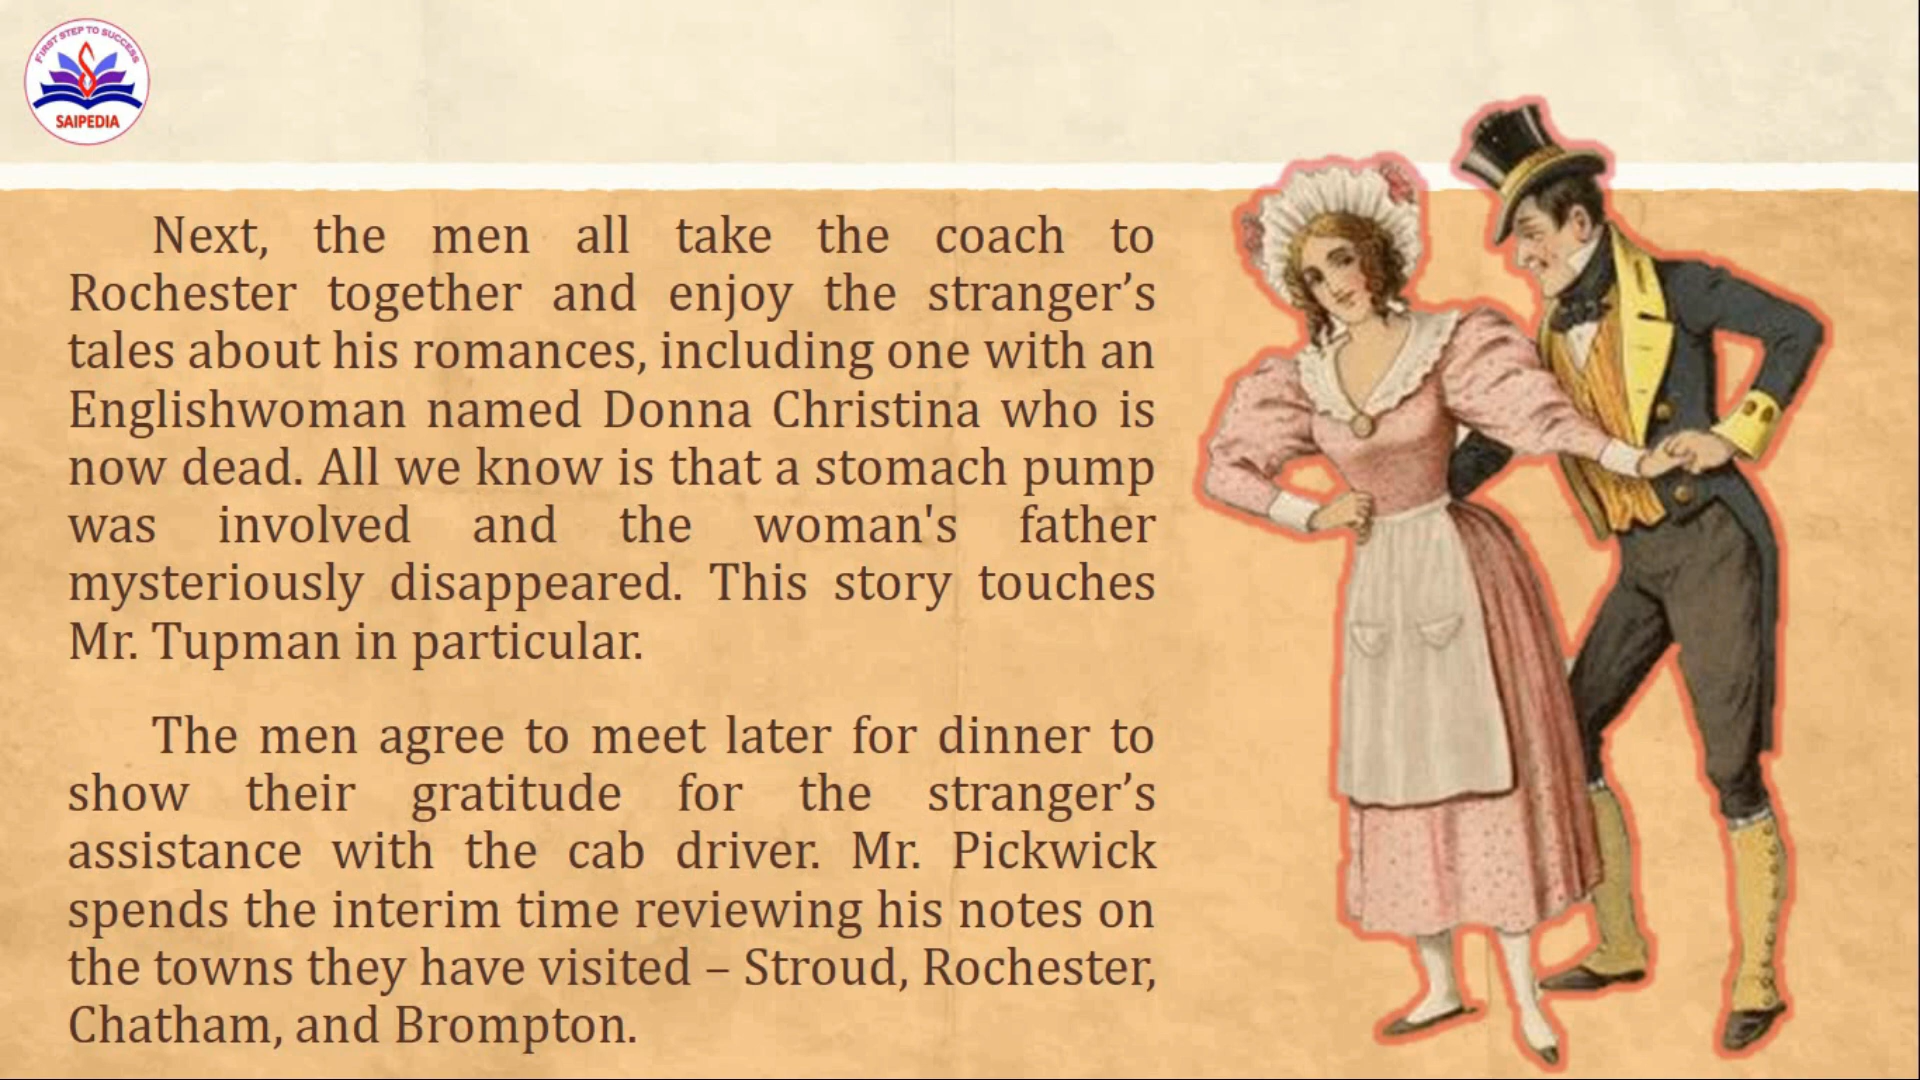 FIRST STEP TO SUCCESS
SAIPEDIA
Next, the men all take the coach to
Rochester together and enjoy the stranger’s
tales about his romances, including one with an
Englishwoman named Donna Christina who is
now dead. All we know is that a stomach pump
was involved and the woman's father
mysteriously disappeared. This story touches
Mr. Tupman in particular.
The men agree to meet later for dinner to
show their gratitude for the stranger’s
assistance with the cab driver. Mr. Pickwick
spends the interim time reviewing his notes on
the towns they have visited – Stroud, Rochester,
Chatham, and Brompton.